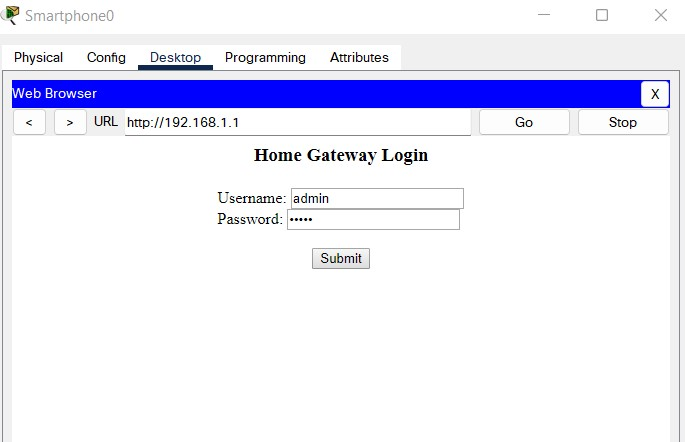 Smartphone0
Physical Config Desktop Programming Attributes
Web Browser X
< > URL http://192.168.1.1 Go Stop
Home Gateway Login
Username: admin
Password: •••••
Submit